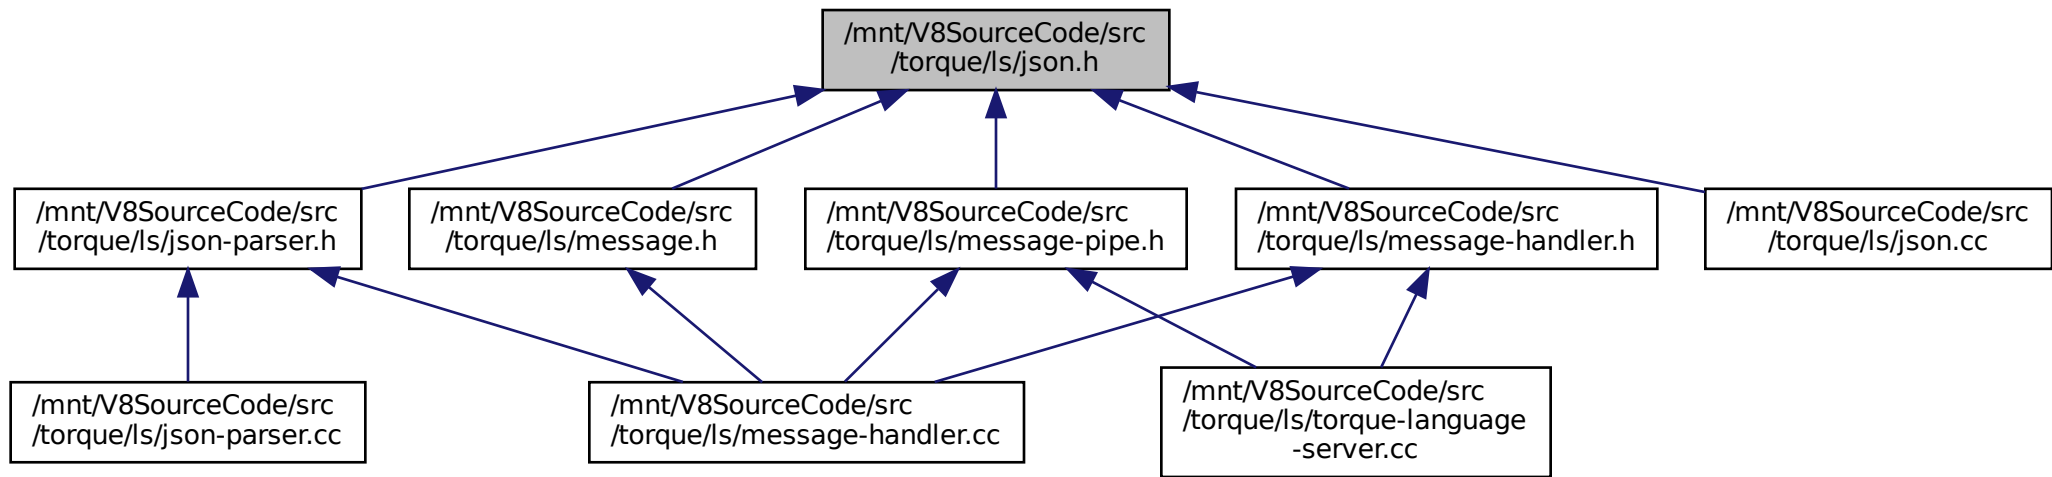 /mnt/V8SourceCode/src
/torque/ls/json.h
/mnt/V8SourceCode/src
/torque/ls/json-parser.h
/mnt/V8SourceCode/src
/torque/ls/message.h
/mnt/V8SourceCode/src
/torque/ls/message-pipe.h
/mnt/V8SourceCode/src
/torque/ls/message-handler.h
/mnt/V8SourceCode/src
/torque/ls/json.cc
/mnt/V8SourceCode/src
/torque/ls/json-parser.cc
/mnt/V8SourceCode/src
/torque/ls/message-handler.cc
/mnt/V8SourceCode/src
/torque/ls/torque-language
-server.cc